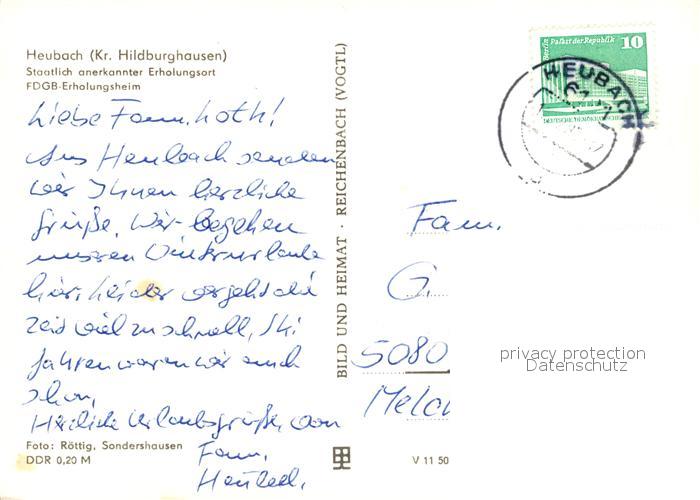 Heubach (Kr. Hildburghausen)
Staatlich anerkannter Erholungsort
FDGB-Erholungsheim
Liebe Fam.
Aus Heubach senden
wir Ihnen herzliche
Grüße. Wir begehen
unseren Winterurlaub
hier. Leider vergeht die
Zeit viel zu schnell, Ski
fahren waren wir auch
schon.
Herzliche Urlaubsgrüße von
Fam.
Foto: Röttig, Sondershausen
DDR 0,20 M
BILD UND HEIMAT · REICHENBACH (VOGTL)
V 11 50
Berlin Palast der Republik
10
HEUBACH
Fam.
G.
5080
privacy protection
Datenschutz